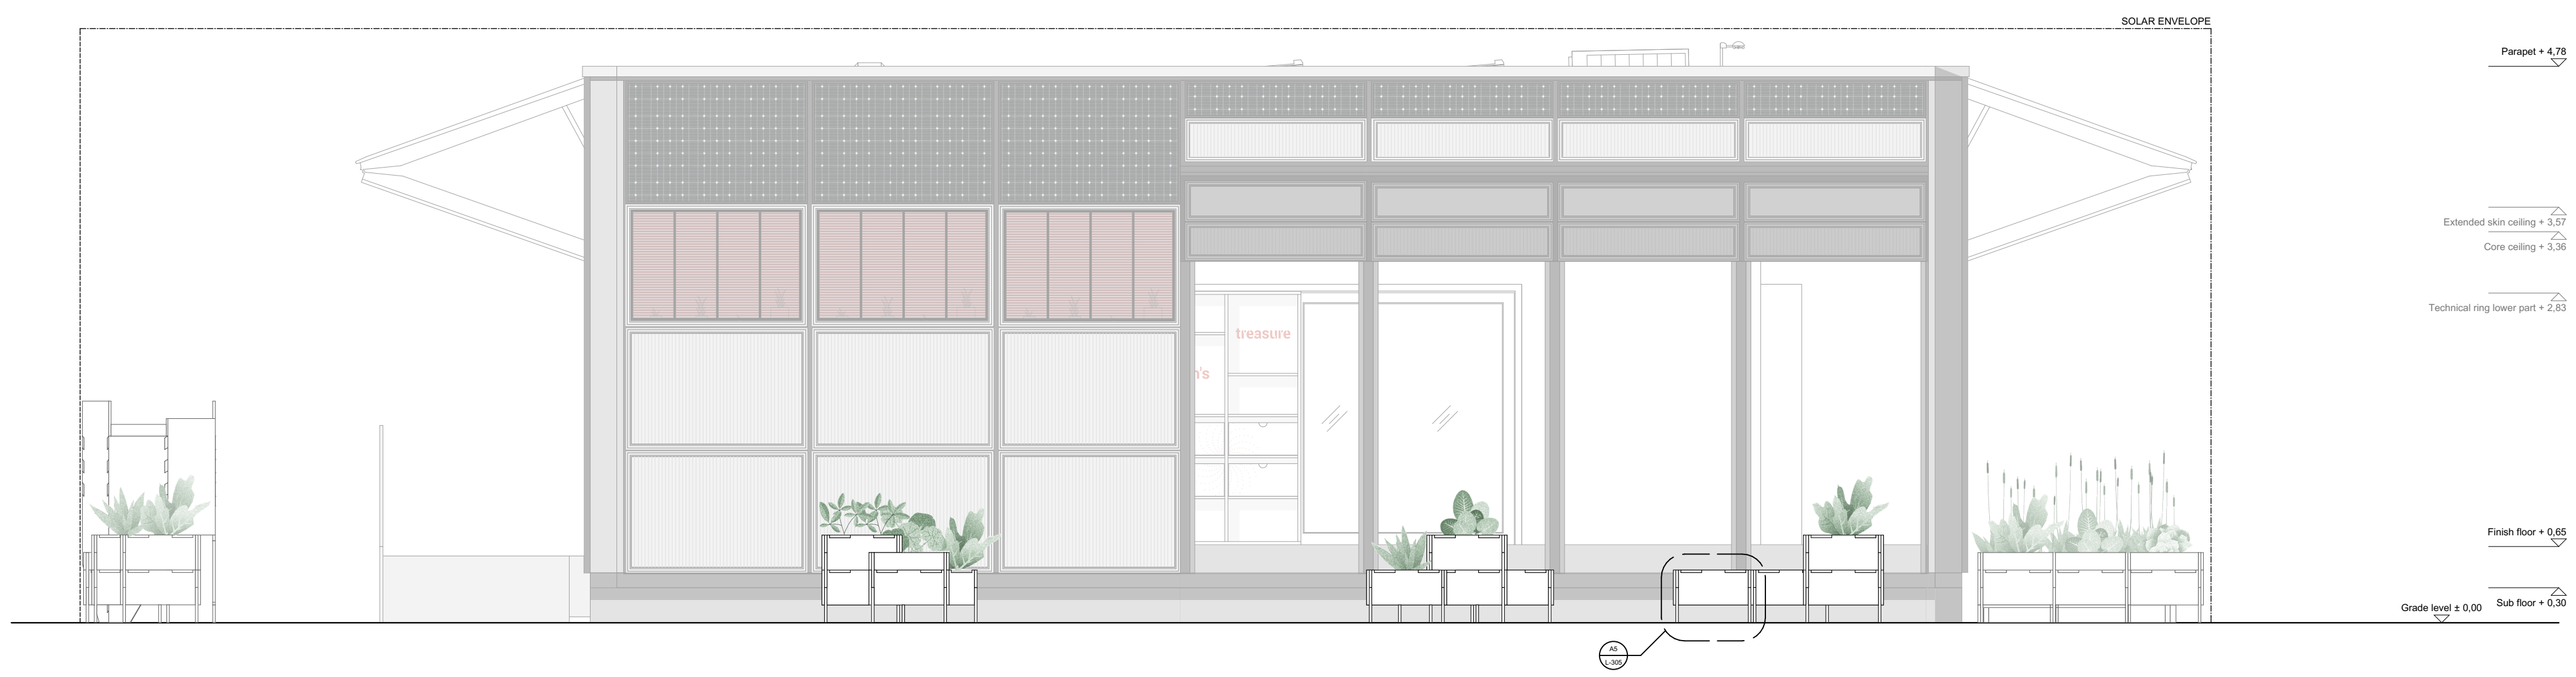 SOLAR ENVELOPE
Parapet + 4,78
Extended skin ceiling + 3,57
Core ceiling + 3,36
Technical ring lower part + 2,83
treasure
n's
Finish floor + 0,65
Sub floor + 0,30
Grade level ± 0,00
A5
L-305